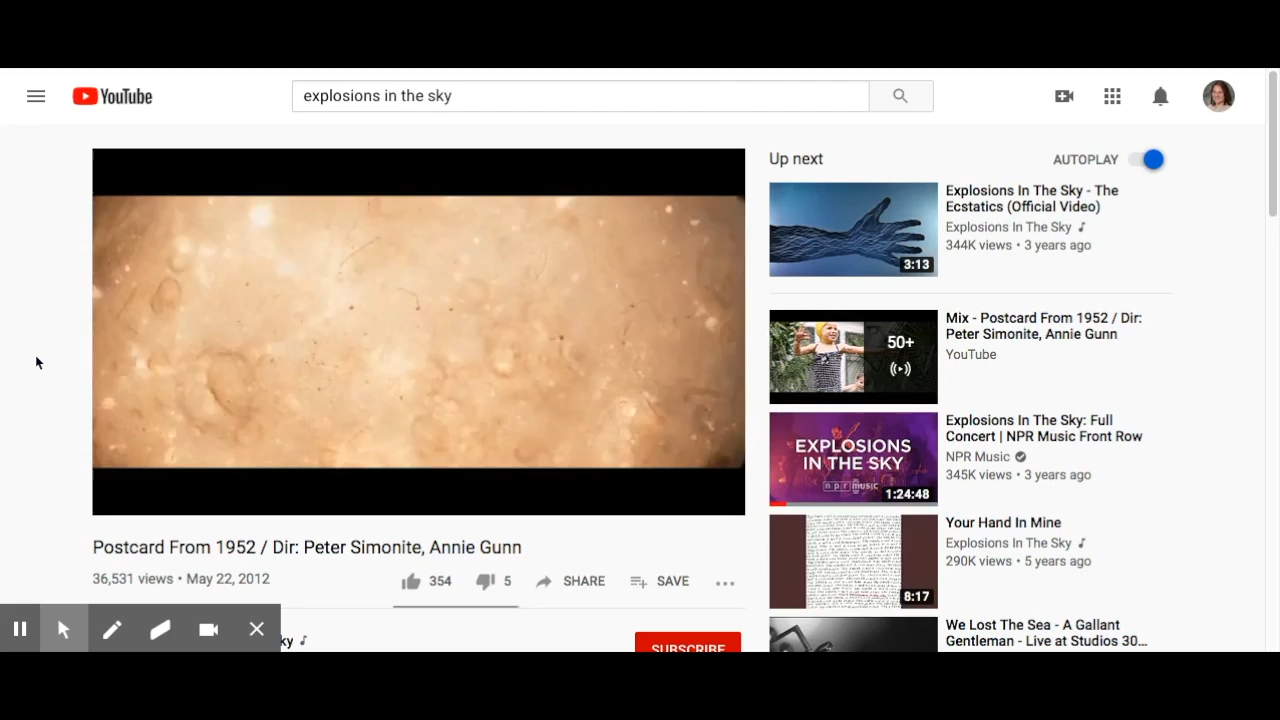 YouTube
explosions in the sky
Up next
AUTOPLAY
Explosions In The Sky - The
Ecstatics (Official Video)
Explosions In The Sky
344K views • 3 years ago
3:13
Mix - Postcard From 1952 / Dir:
Peter Simonite, Annie Gunn
YouTube
50+
Explosions In The Sky: Full
Concert | NPR Music Front Row
NPR Music
345K views • 3 years ago
EXPLOSIONS
IN THE SKY
npr music
1:24:48
Your Hand In Mine
Explosions In The Sky
290K views • 5 years ago
8:17
We Lost The Sea - A Gallant
Gentleman - Live at Studios 30...
Postcard From 1952 / Dir: Peter Simonite, Annie Gunn
36,531 views • May 22, 2012
354
5
SHARE
SAVE
ky
SUBSCRIBE